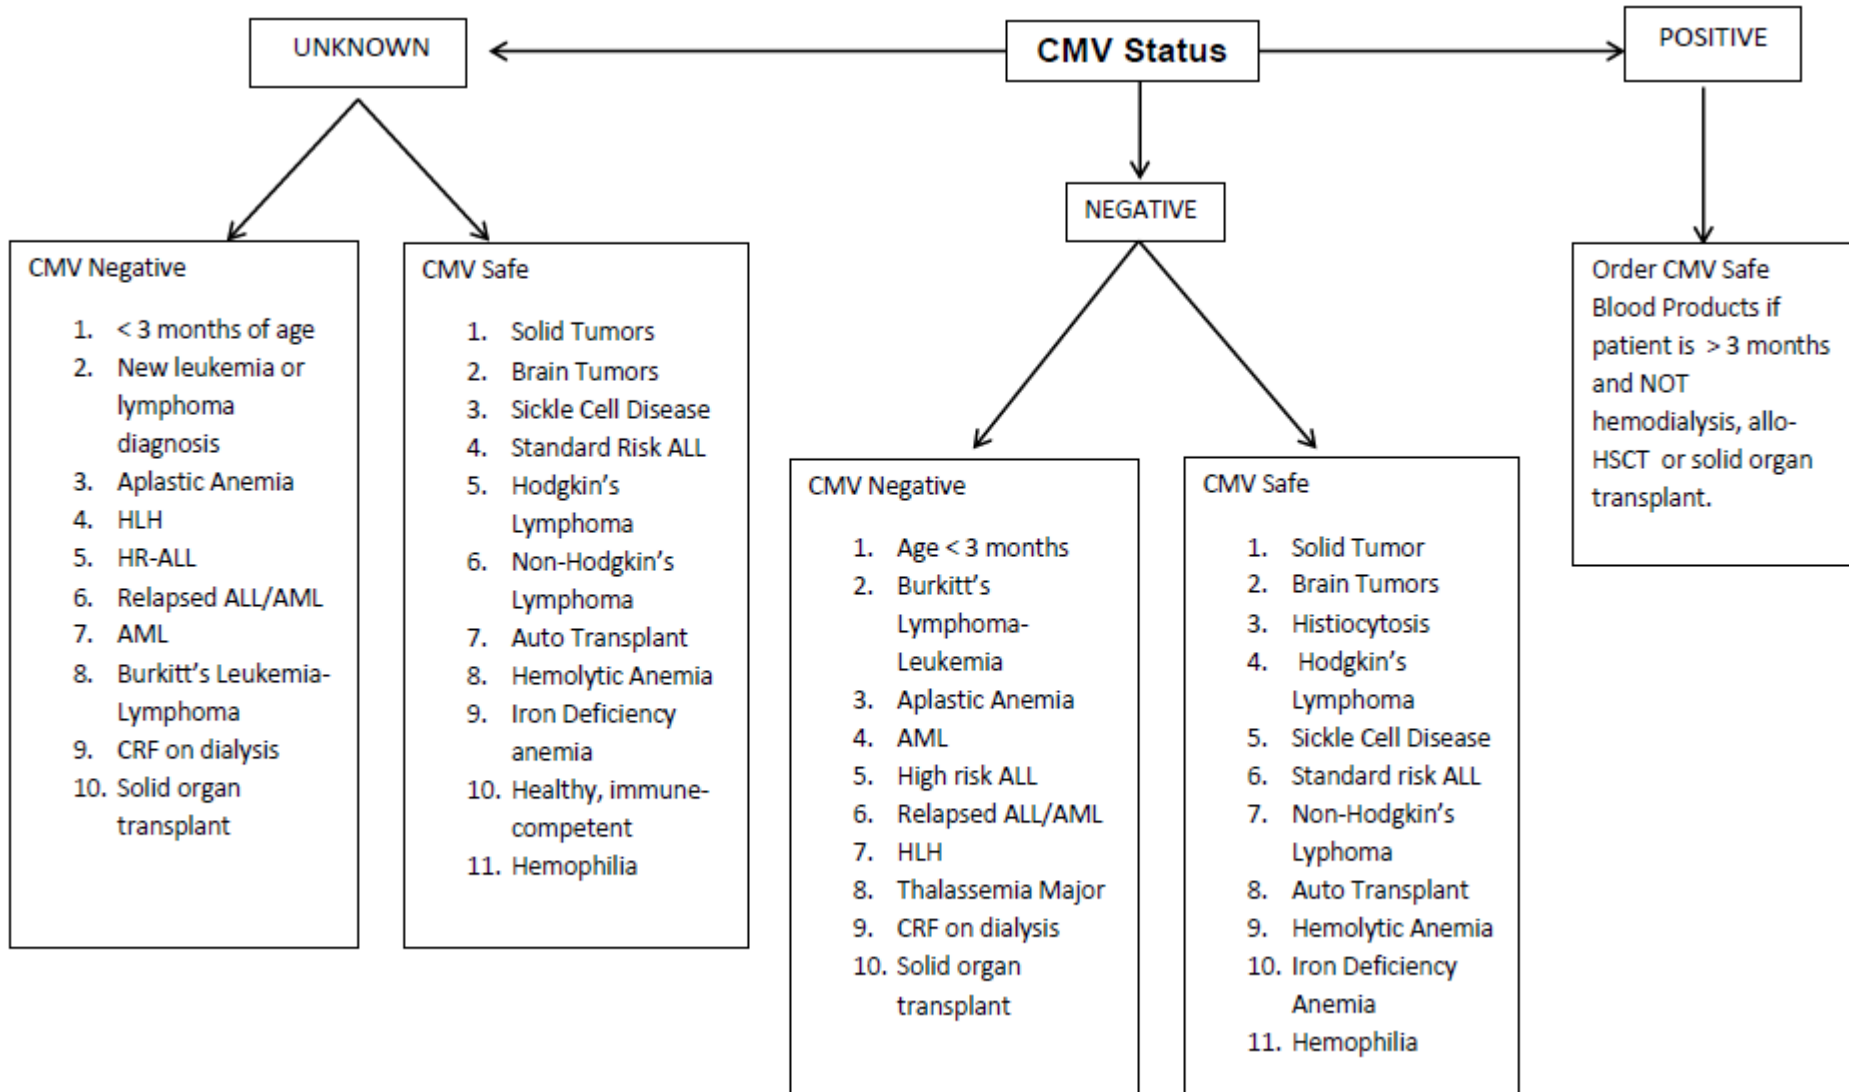 CMV Status
UNKNOWN
POSITIVE
NEGATIVE
CMV Negative
1. < 3 months of age
2. New leukemia or
lymphoma
diagnosis
3. Aplastic Anemia
4. HLH
5. HR-ALL
6. Relapsed ALL/AML
7. AML
8. Burkitt's Leukemia-
Lymphoma
9. CRF on dialysis
10. Solid organ
transplant
CMV Safe
1. Solid Tumors
2. Brain Tumors
3. Sickle Cell Disease
4. Standard Risk ALL
5. Hodgkin's
Lymphoma
6. Non-Hodgkin's
Lymphoma
7. Auto Transplant
8. Hemolytic Anemia
9. Iron Deficiency
anemia
10. Healthy, immune-
competent
11. Hemophilia
CMV Negative
1. Age < 3 months
2. Burkitt's
Lymphoma-
Leukemia
3. Aplastic Anemia
4. AML
5. High risk ALL
6. Relapsed ALL/AML
7. HLH
8. Thalassemia Major
9. CRF on dialysis
10. Solid organ
transplant
CMV Safe
1. Solid Tumor
2. Brain Tumors
3. Histiocytosis
4. Hodgkin's
Lymphoma
5. Sickle Cell Disease
6. Standard risk ALL
7. Non-Hodgkin's
Lyphoma
8. Auto Transplant
9. Hemolytic Anemia
10. Iron Deficiency
Anemia
11. Hemophilia
Order CMV Safe
Blood Products if
patient is > 3 months
and NOT
hemodialysis, allo-
HSCT or solid organ
transplant.